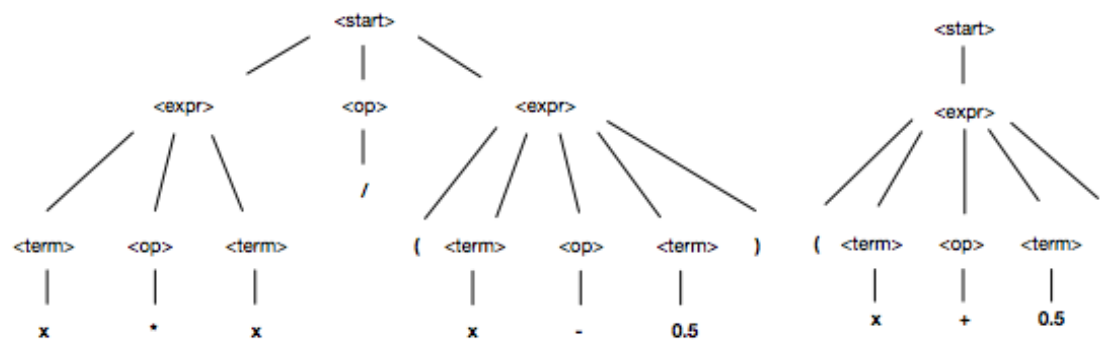 <start> <start>
<expr> <op> <expr> <expr>
/
<term> <op> <term> ( <term> <op> <term> ) ( <term> <op> <term>
x * x x - 0.5 x + 0.5